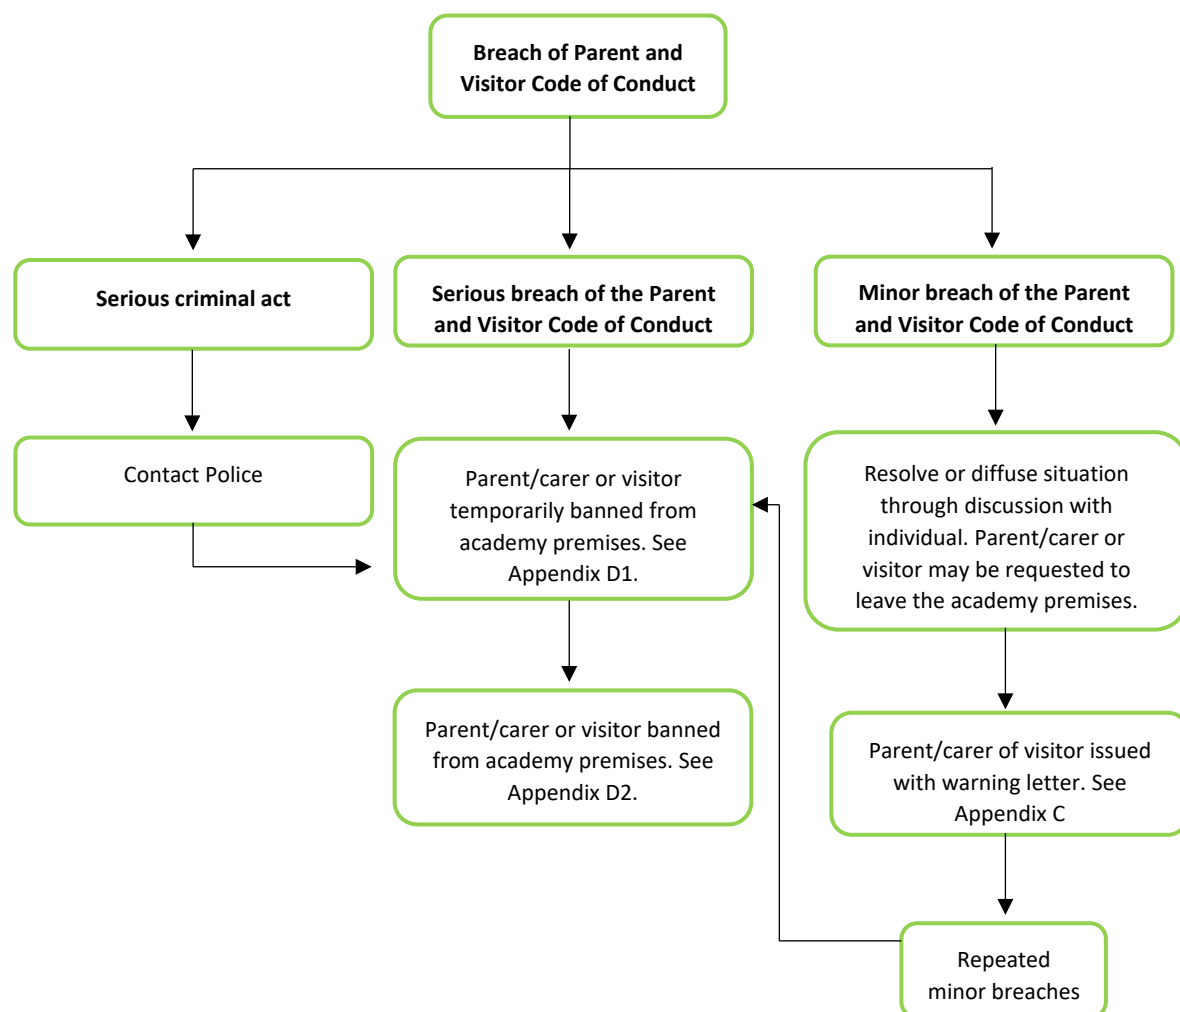 Breach of Parent and
Visitor Code of Conduct
Serious criminal act
Serious breach of the Parent
and Visitor Code of Conduct
Minor breach of the Parent
and Visitor Code of Conduct
Contact Police
Parent/carer or visitor
temporarily banned from
academy premises. See
Appendix D1.
Resolve or diffuse situation
through discussion with
individual. Parent/carer or
visitor may be requested to
leave the academy premises.
Parent/carer or visitor banned
from academy premises. See
Appendix D2.
Parent/carer of visitor issued
with warning letter. See
Appendix C
Repeated
minor breaches